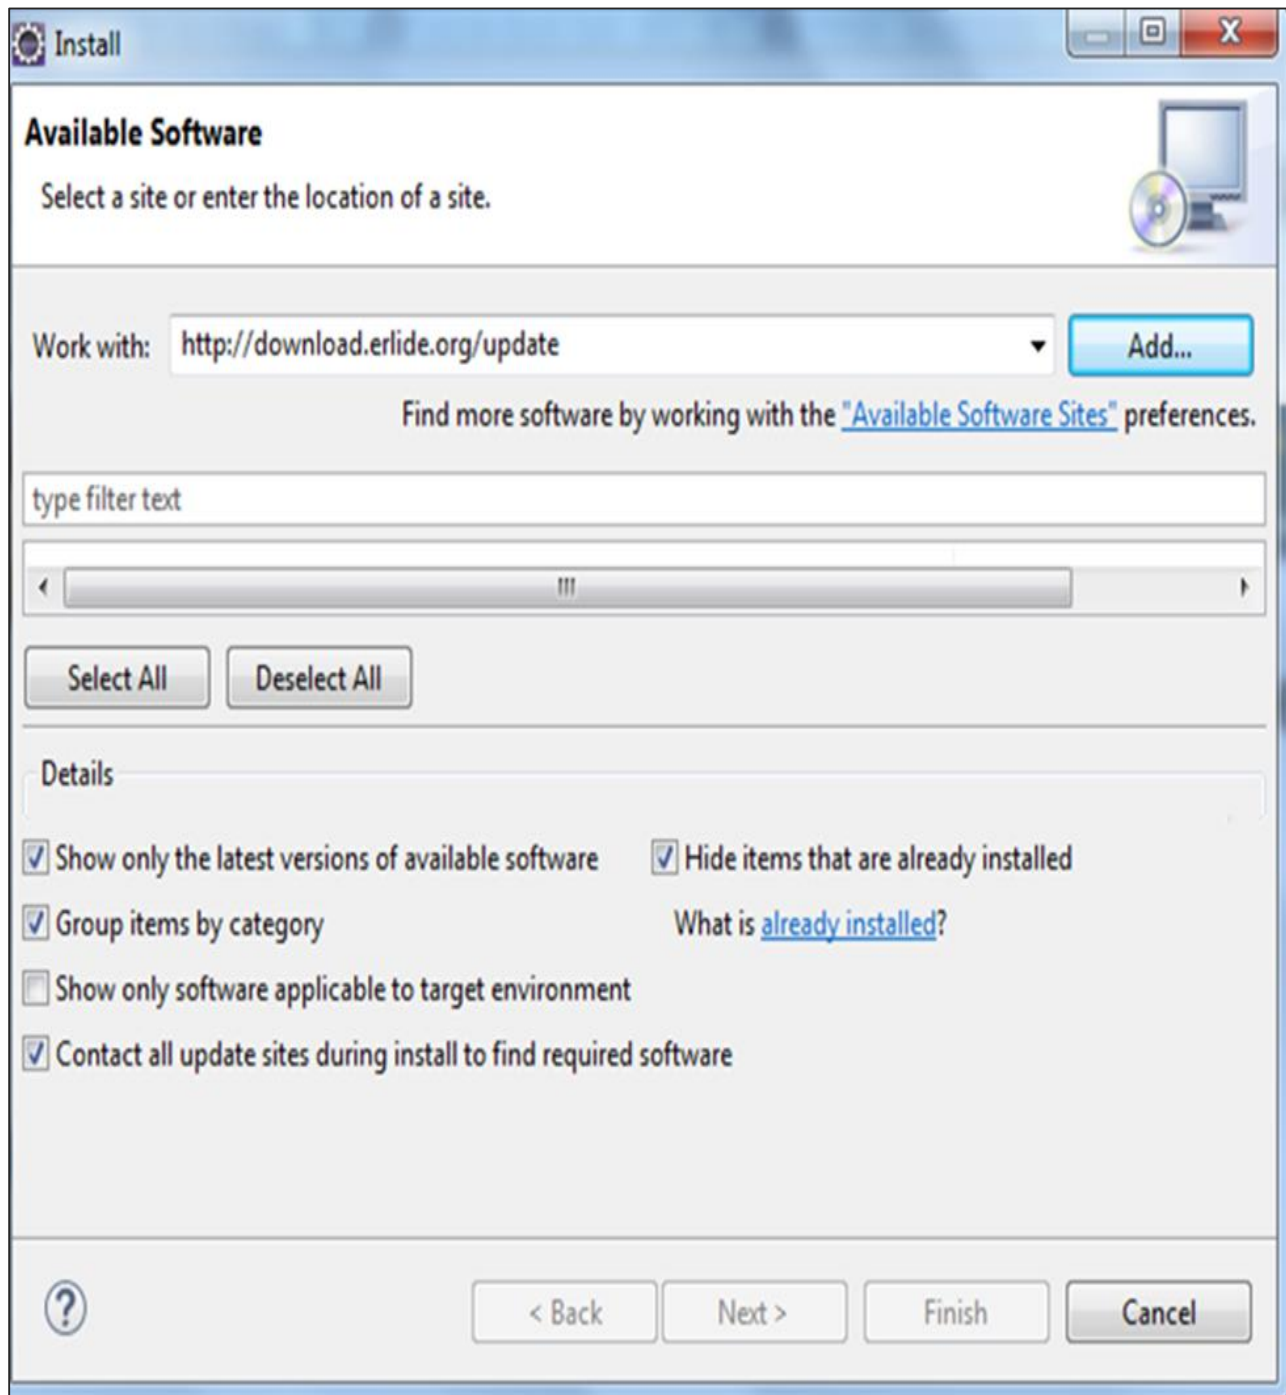 Install
Available Software
Select a site or enter the location of a site.
Work with: http://download.erlide.org/update Add...
Find more software by working with the "Available Software Sites" preferences.
type filter text
Select All Deselect All
Details
Show only the latest versions of available software Hide items that are already installed
Group items by category What is already installed?
Show only software applicable to target environment
Contact all update sites during install to find required software
? < Back Next > Finish Cancel